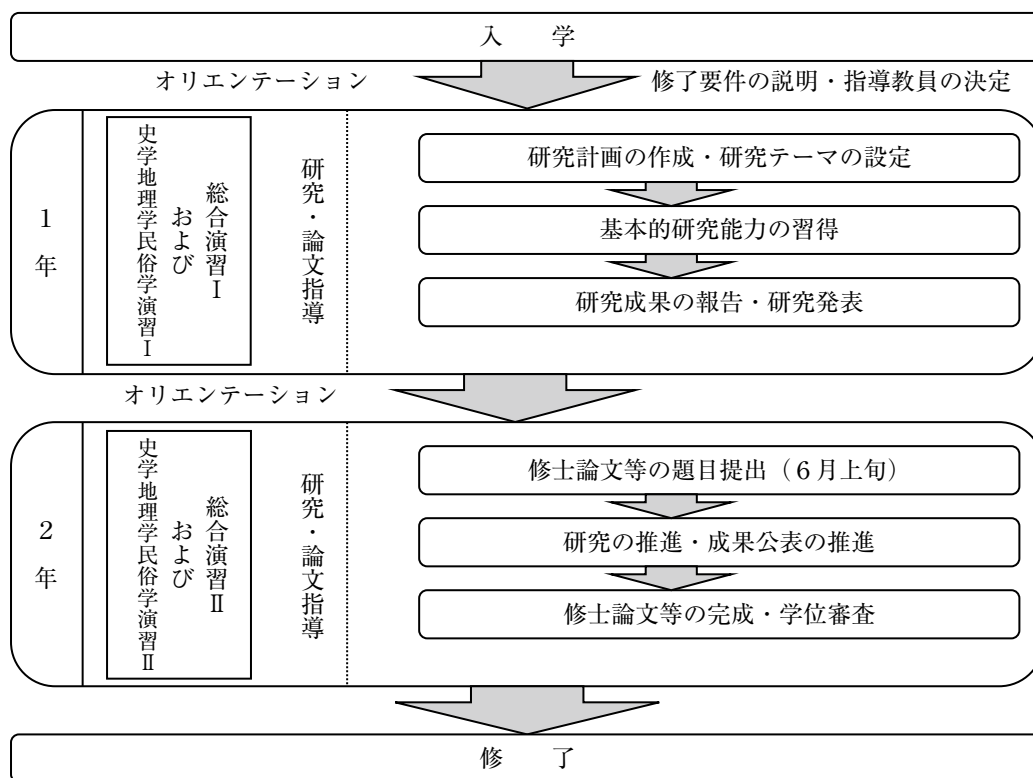 入　学
オリエンテーション
修了要件の説明・指導教員の決定
1年
総合演習Ⅰ
および
史学地理学民俗学演習Ⅰ
研究・論文指導
研究計画の作成・研究テーマの設定
基本的研究能力の習得
研究成果の報告・研究発表
オリエンテーション
2年
総合演習Ⅱ
および
史学地理学民俗学演習Ⅱ
研究・論文指導
修士論文等の題目提出（６月上旬）
研究の推進・成果公表の推進
修士論文等の完成・学位審査
修　了